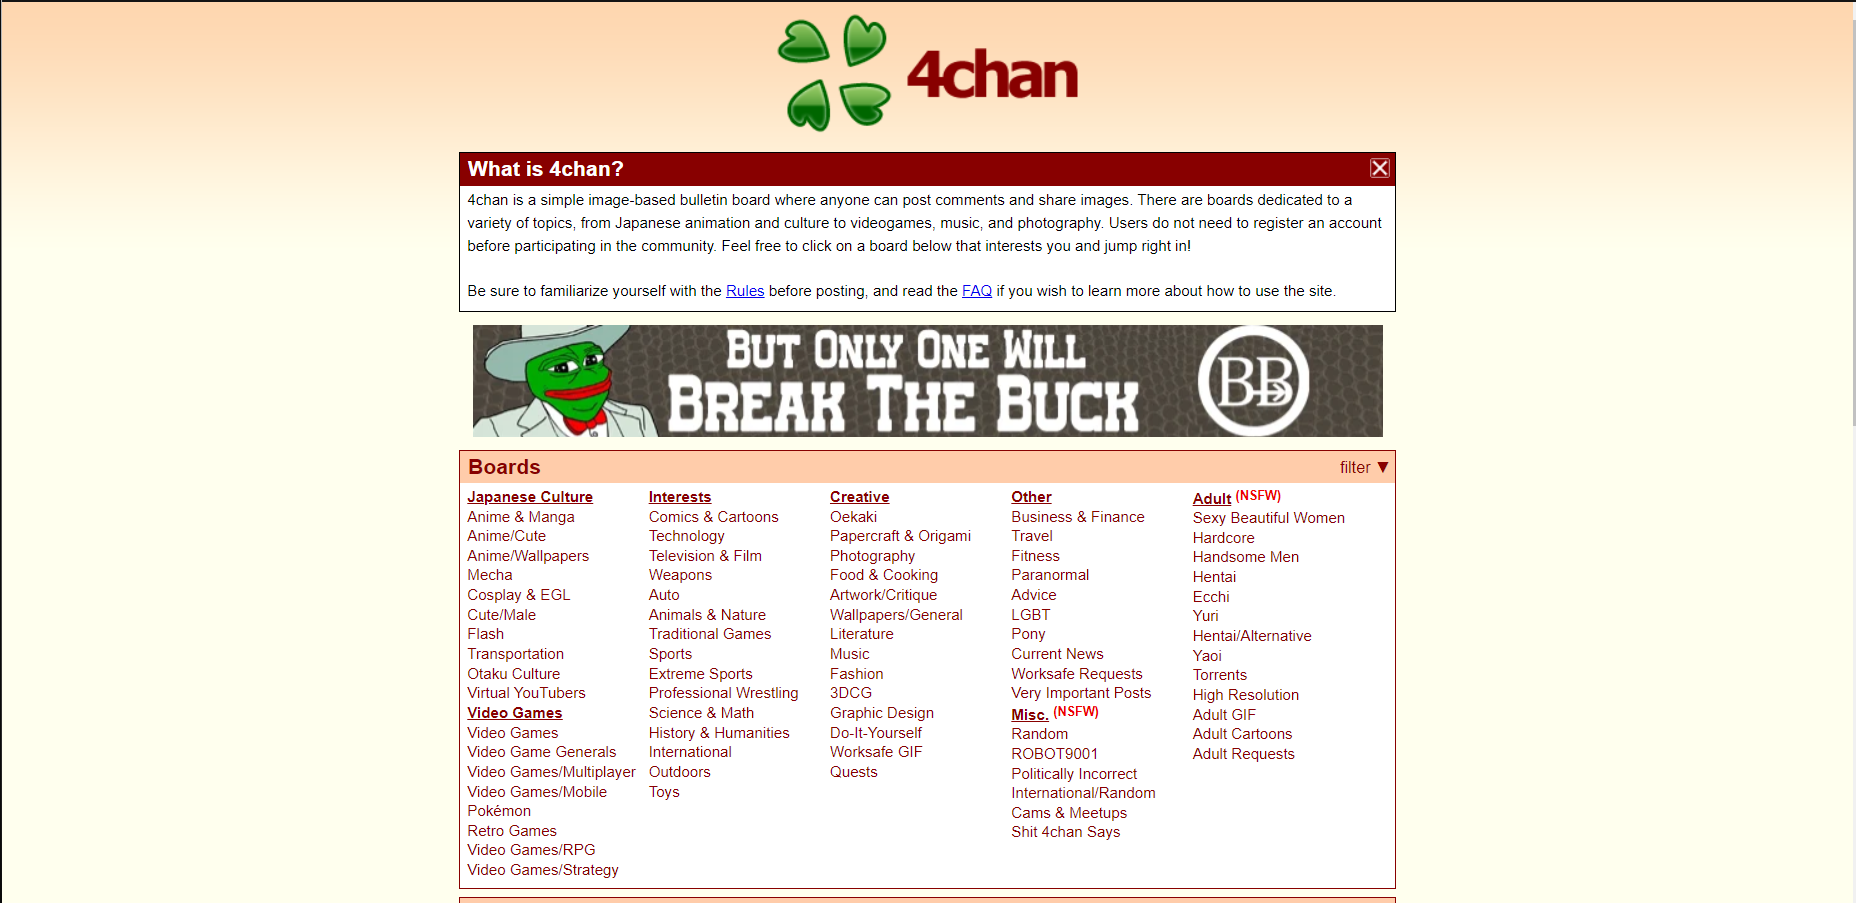 4chan
What is 4chan?
4chan is a simple image-based bulletin board where anyone can post comments and share images. There are boards dedicated to a
variety of topics, from Japanese animation and culture to videogames, music, and photography. Users do not need to register an account
before participating in the community. Feel free to click on a board below that interests you and jump right in!
Be sure to familiarize yourself with the Rules before posting, and read the FAQ if you wish to learn more about how to use the site.
But Only One Will
Break The Buck
BB
Boards
filter ▼
Japanese Culture
Anime & Manga
Anime/Cute
Anime/Wallpapers
Mecha
Cosplay & EGL
Cute/Male
Flash
Transportation
Otaku Culture
Virtual YouTubers
Video Games
Video Games
Video Game Generals
Video Games/Multiplayer
Video Games/Mobile
Pokémon
Retro Games
Video Games/RPG
Video Games/Strategy
Interests
Comics & Cartoons
Technology
Television & Film
Weapons
Auto
Animals & Nature
Traditional Games
Sports
Extreme Sports
Professional Wrestling
Science & Math
History & Humanities
International
Outdoors
Toys
Creative
Oekaki
Papercraft & Origami
Photography
Food & Cooking
Artwork/Critique
Wallpapers/General
Literature
Music
Fashion
3DCG
Graphic Design
Do-It-Yourself
Worksafe GIF
Quests
Other
Business & Finance
Travel
Fitness
Paranormal
Advice
LGBT
Pony
Current News
Worksafe Requests
Very Important Posts
Misc. (NSFW)
Random
ROBOT9001
Politically Incorrect
International/Random
Cams & Meetups
Shit 4chan Says
Adult (NSFW)
Sexy Beautiful Women
Hardcore
Handsome Men
Hentai
Ecchi
Yuri
Hentai/Alternative
Yaoi
Torrents
High Resolution
Adult GIF
Adult Cartoons
Adult Requests